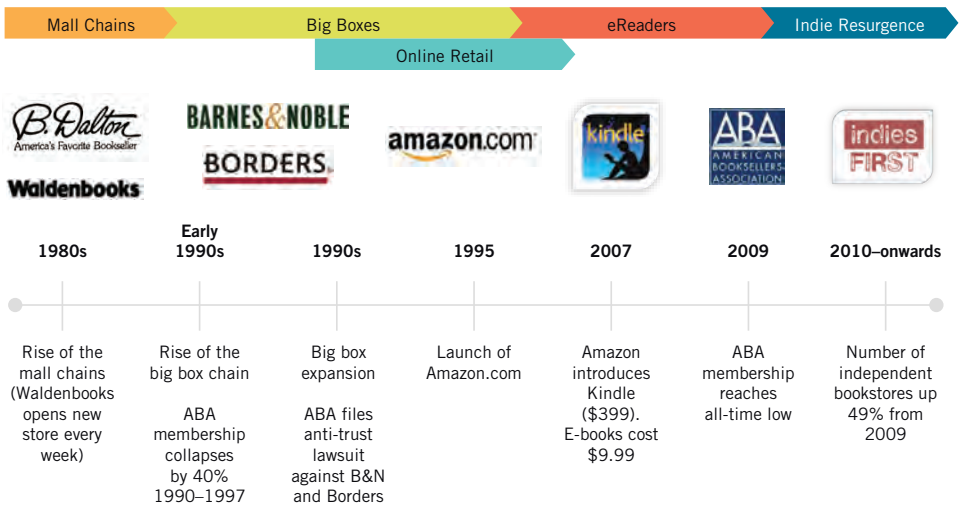 Mall Chains
Big Boxes
eReaders
Indie Resurgence
Online Retail
B. Dalton
America's Favorite Bookseller
Waldenbooks
BARNES&NOBLE
BORDERS.
amazon.com
kindle
ABA
AMERICAN
BOOKSELLERS
ASSOCIATION
indies
FIRST
1980s
Early
1990s
1990s
1995
2007
2009
2010–onwards
Rise of the
mall chains
(Waldenbooks
opens new
store every
week)
Rise of the
big box chain
ABA
membership
collapses
by 40%
1990–1997
Big box
expansion
ABA files
anti-trust
lawsuit
against B&N
and Borders
Launch of
Amazon.com
Amazon
introduces
Kindle
($399).
E-books cost
$9.99
ABA
membership
reaches
all-time low
Number of
independent
bookstores up
49% from
2009